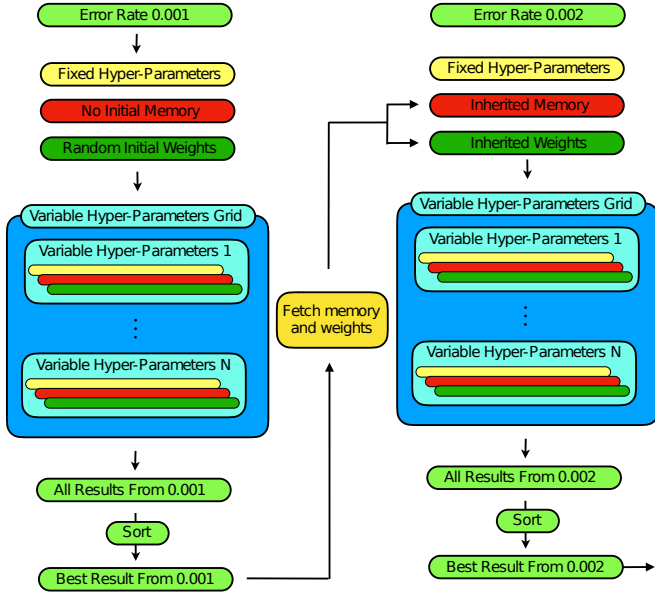 Error Rate 0.001
Fixed Hyper-Parameters
No Initial Memory
Random Initial Weights
Variable Hyper-Parameters Grid
Variable Hyper-Parameters 1
⋮
Variable Hyper-Parameters N
All Results From 0.001
Sort
Best Result From 0.001
Fetch memory
and weights
Error Rate 0.002
Fixed Hyper-Parameters
Inherited Memory
Inherited Weights
Variable Hyper-Parameters Grid
Variable Hyper-Parameters 1
⋮
Variable Hyper-Parameters N
All Results From 0.002
Sort
Best Result From 0.002